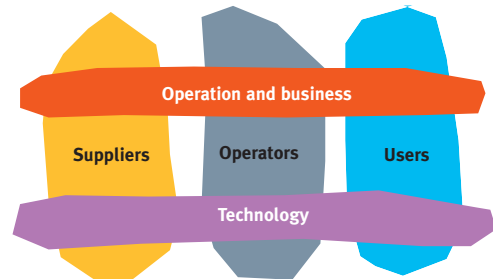 Operation and business
Suppliers
Operators
Users
Technology